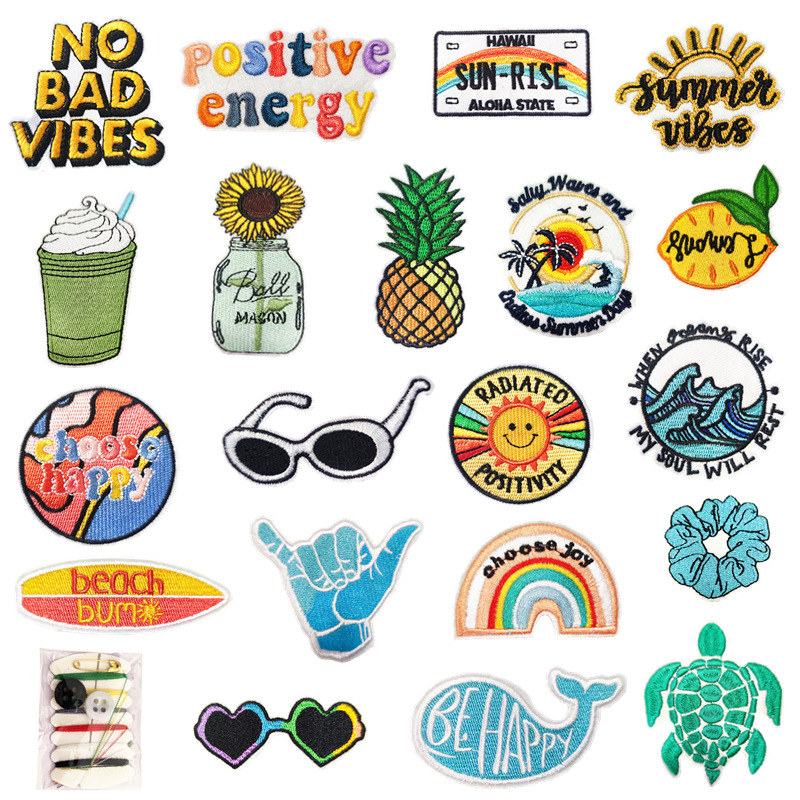 NO
BAD
VIBES
positive
energy
HAWAII
SUN-RISE
ALOHA STATE
summer
vibes
Ball
MASON
Salty, Waves and
Endless Summer Days
Lemons
choose
happy
RADIATED
POSITIVITY
WHEN OCEANS RISE
MY SOUL WILL REST
beach
bum
choose joy
BE HAPPY